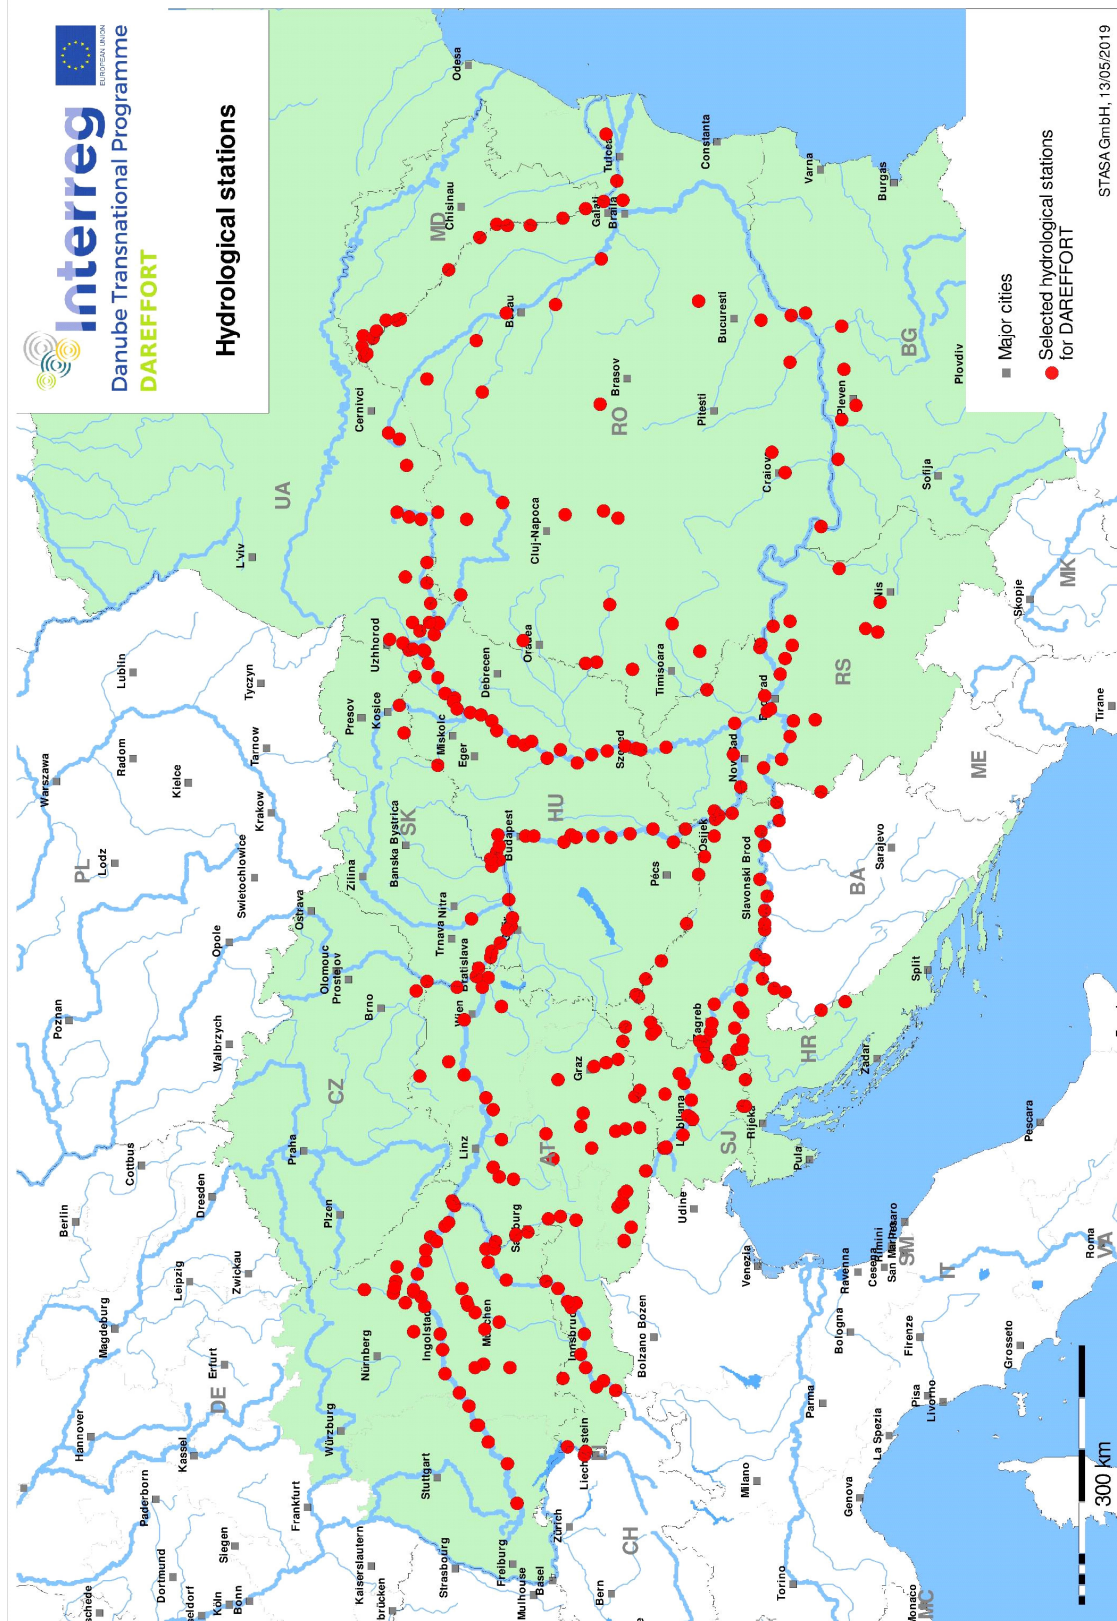 Interreg
EUROPEAN UNION
Danube Transnational Programme
DAREFFORT
Hydrological stations
Major cities
Selected hydrological stations
for DAREFFORT
STASA GmbH, 13/05/2019
300 km
Odesa
Chisinau
MD
Tulcea
Galati
Braila
Constanta
Varna
Burgas
Cernivci
Bucuresti
BG
Brasov
RO
Pitesti
Pleven
Plovdiv
UA
L'viv
Cluj-Napoca
Craiova
Sofija
Skopje
MK
Nis
Lublin
Tyczyn
Uzhhorod
Oradea
Debrecen
Timisoara
RS
Presov
Kosice
Miskolc
Eger
Tirane
Warszawa
Radom
Tarnow
Kielce
Krakow
ME
PL
Lodz
Swietochlowice
SK
Banska Bystrica
HU
Budapest
Osijek
Slavonski Brod
BA
Sarajevo
Zilina
Ostrava
Nitra
Trnava
Pécs
Opole
Olomouc
Prostejov
Bratislava
Split
Poznan
Brno
Wien
Walbrzych
CZ
Graz
Zagreb
HR
Zadar
Praha
Linz
AT
Ljubljana
SJ
Rijeka
Pula
Pescara
Cottbus
Dresden
Berlin
Plzen
Salzburg
Udine
Leipzig
Zwickau
Venezia
Ravenna
Cesena
Rimini
San Marino
Pesaro
SM
IT
Roma
VA
Magdeburg
Erfurt
DE
Nürnberg
Ingolstadt
München
Innsbruck
Bolzano Bozen
Bologna
Firenze
Grosseto
Hannover
Kassel
Würzburg
Liechtenstein
Parma
Pisa
Livorno
La Spezia
Paderborn
Frankfurt
Stuttgart
Zürich
CH
Milano
Genova
Dortmund
Siegen
Köln
Bonn
Kaiserslautern
Strasbourg
Freiburg
Mulhouse
Basel
Bern
Torino
Monaco
MC